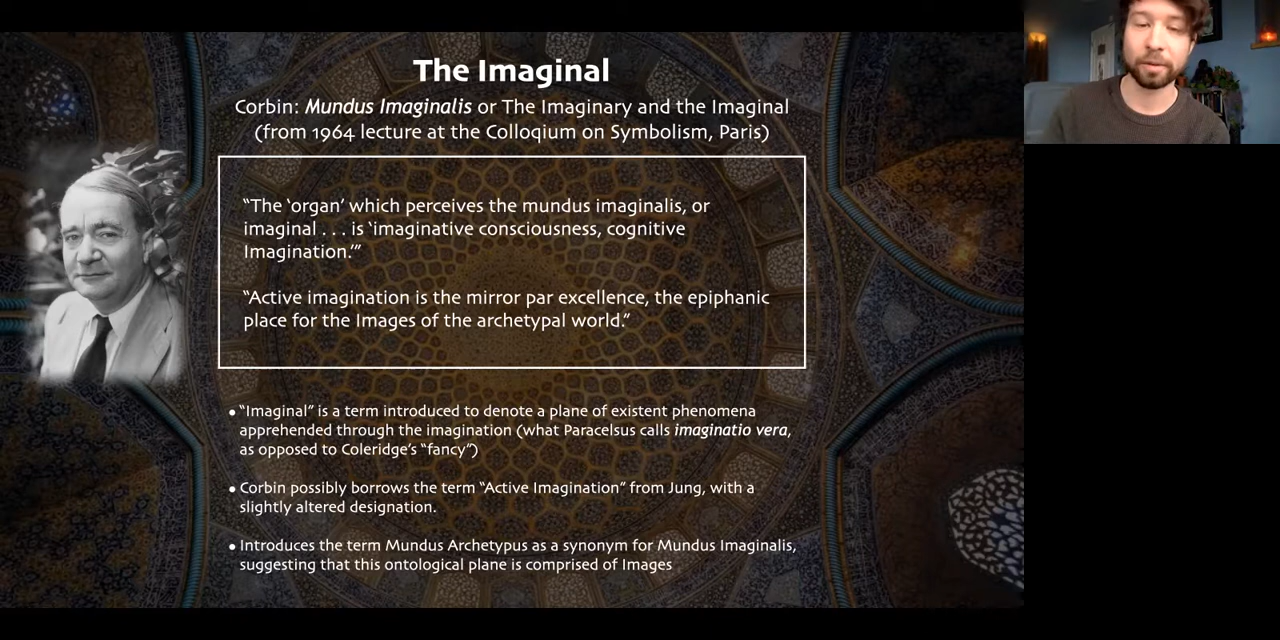 The Imaginal
Corbin: Mundus Imaginalis or The Imaginary and the Imaginal
(from 1964 lecture at the Colloqium on Symbolism, Paris)
“The ‘organ’ which perceives the mundus imaginalis, or
imaginal . . . is ‘imaginative consciousness, cognitive
Imagination.’”
“Active imagination is the mirror par excellence, the epiphanic
place for the Images of the archetypal world.”
• “Imaginal” is a term introduced to denote a plane of existent phenomena
apprehended through the imagination (what Paracelsus calls imaginatio vera,
as opposed to Coleridge’s “fancy”)
• Corbin possibly borrows the term “Active Imagination” from Jung, with a
slightly altered designation.
• Introduces the term Mundus Archetypus as a synonym for Mundus Imaginalis,
suggesting that this ontological plane is comprised of Images